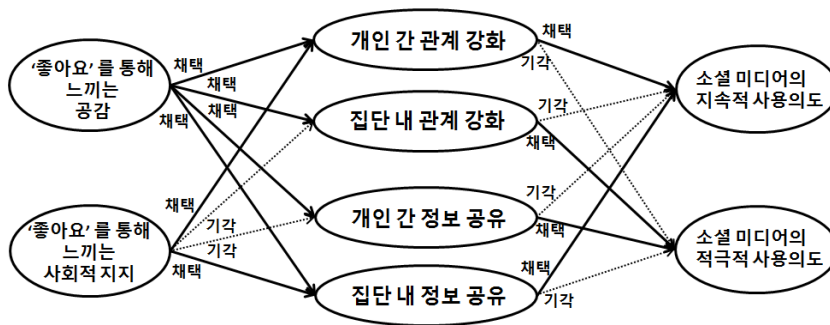 ‘좋아요’ 를 통해
느끼는
공감
‘좋아요’ 를 통해
느끼는
사회적 지지
채택
채택
채택
채택
채택
기각
기각
채택
개인 간 관계 강화
집단 내 관계 강화
개인 간 정보 공유
집단 내 정보 공유
채택
기각
기각
채택
기각
채택
채택
기각
소셜 미디어의
지속적 사용의도
소셜 미디어의
적극적 사용의도